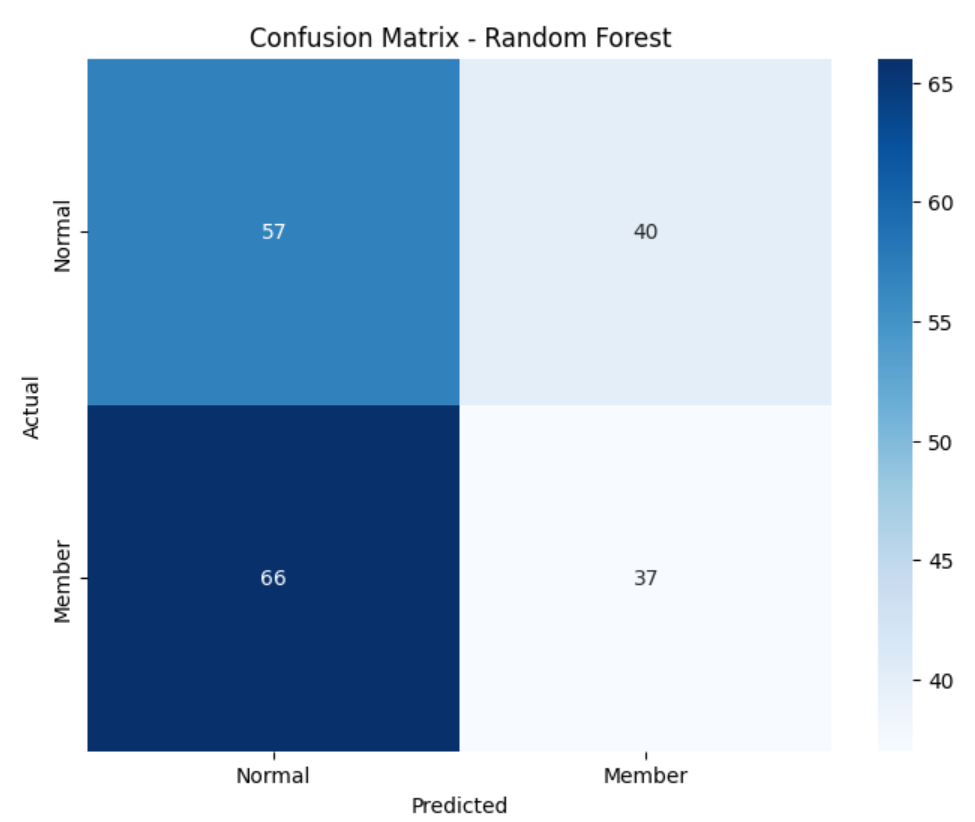 Confusion Matrix - Random Forest
65
60
55
50
45
40
Actual
Normal
Member
57
40
66
37
Normal
Member
Predicted